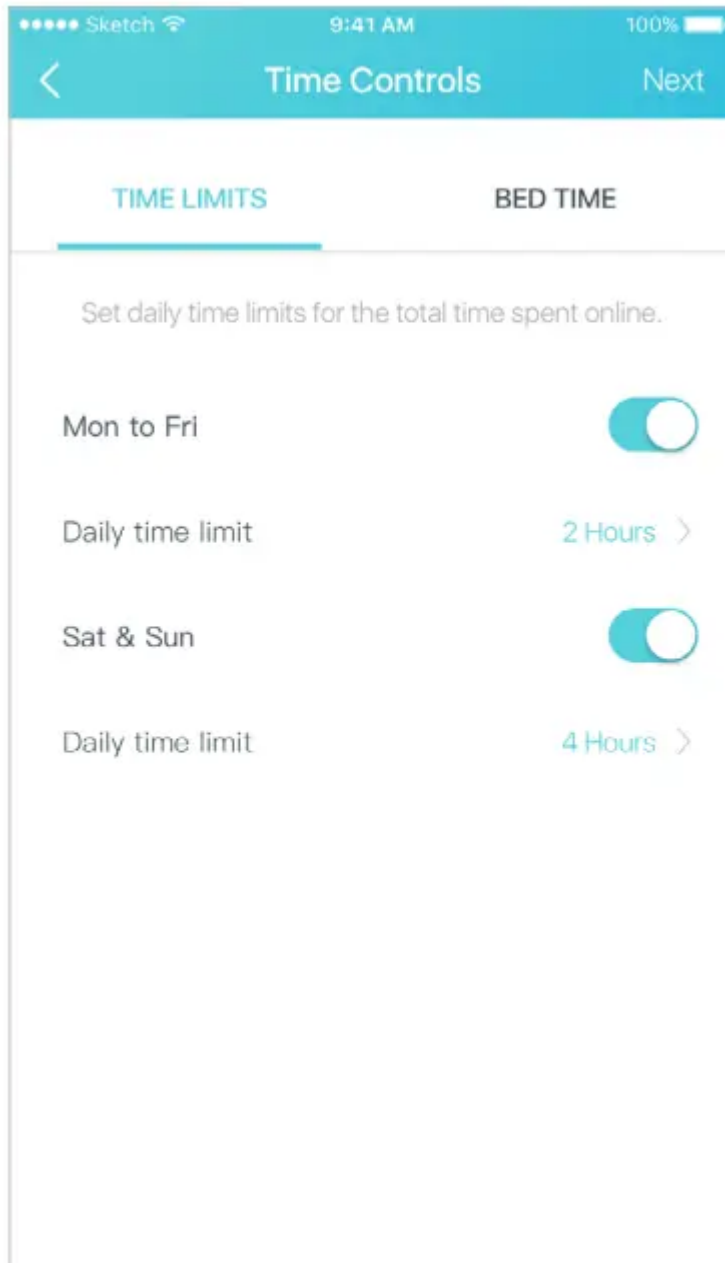 Sketch 9:41 AM 100%
Time Controls Next
TIME LIMITS BED TIME
Set daily time limits for the total time spent online.
Mon to Fri
Daily time limit 2 Hours
Sat & Sun
Daily time limit 4 Hours